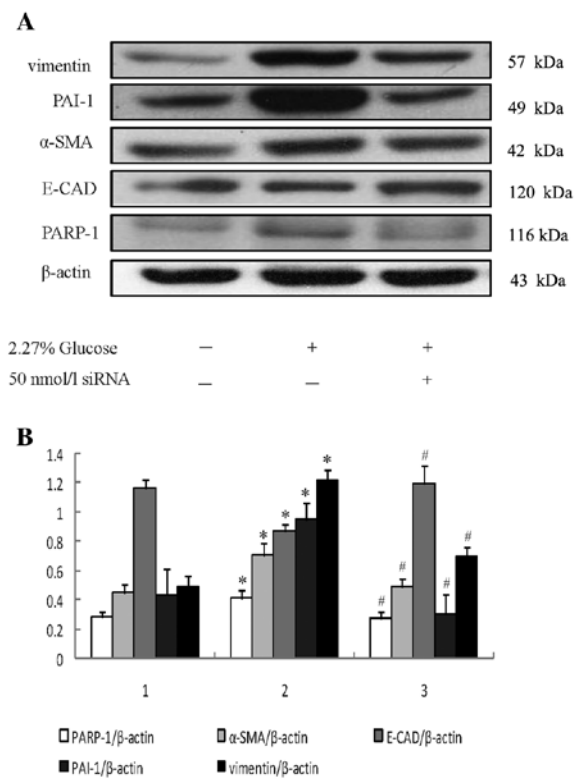 A
vimentin 57 kDa
PAI-1 49 kDa
α-SMA 42 kDa
E-CAD 120 kDa
PARP-1 116 kDa
β-actin 43 kDa
2.27% Glucose — + +
50 nmol/l siRNA — — +
B
1.4
1.2
1
0.8
0.6
0.4
0.2
0
* * * * *
# # # # #
1 2 3
PARP-1/β-actin α-SMA/β-actin E-CAD/β-actin
PAI-1/β-actin vimentin/β-actin